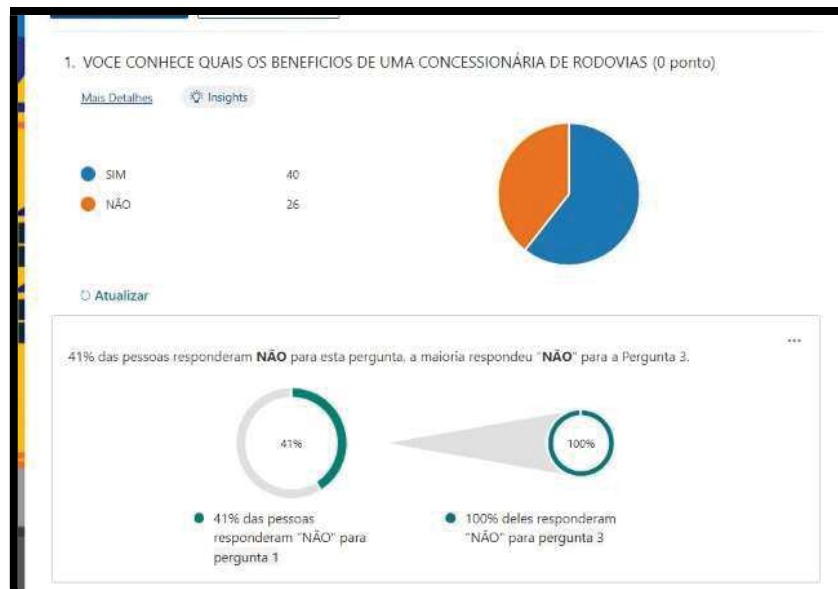 1. VOCE CONHECE QUAIS OS BENEFICIOS DE UMA CONCESSIONÁRIA DE RODOVIAS (0 ponto)
Mais Detalhes Insights
SIM 40
NÃO 26
Atualizar
...
41% das pessoas responderam NÃO para esta pergunta, a maioria respondeu "NÃO" para a Pergunta 3.
41% 100%
41% das pessoas responderam "NÃO" para pergunta 1
100% deles responderam "NÃO" para pergunta 3